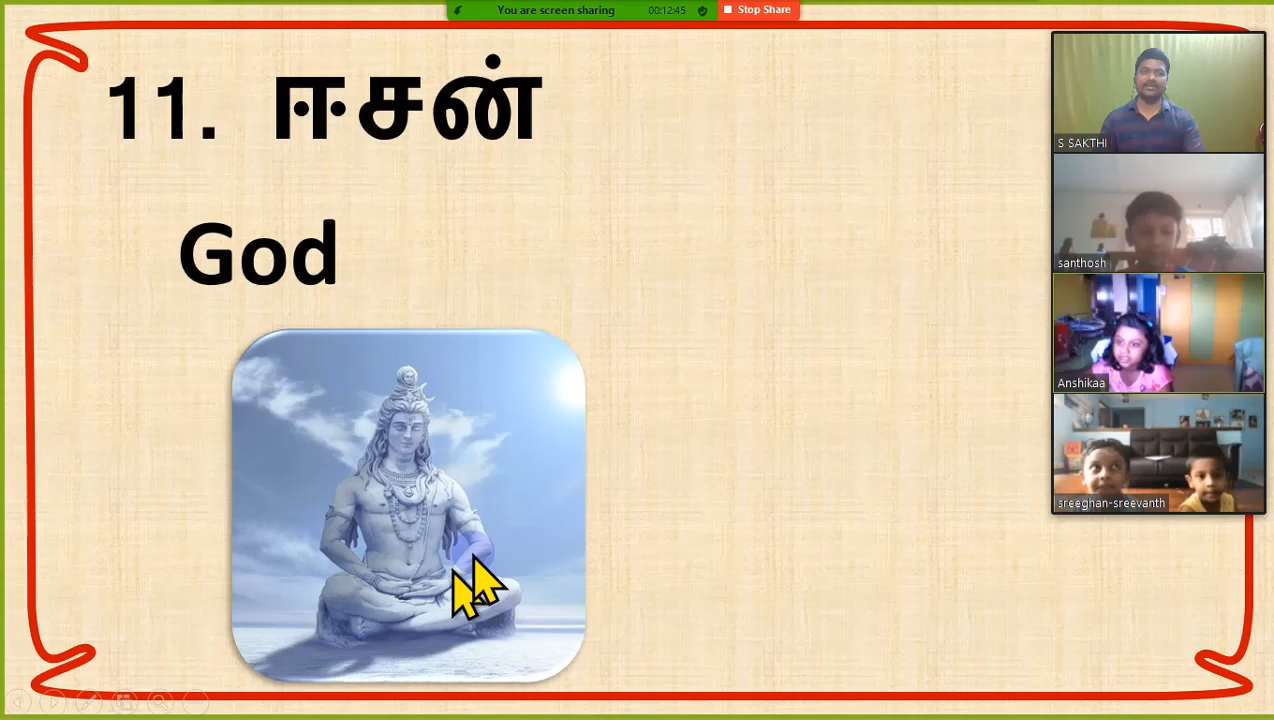 You are screen sharing
00:12:45
Stop Share
11. ஈசன்
God
S SAKTHI
santhosh
Anshikaa
sreeghan-sreevanth